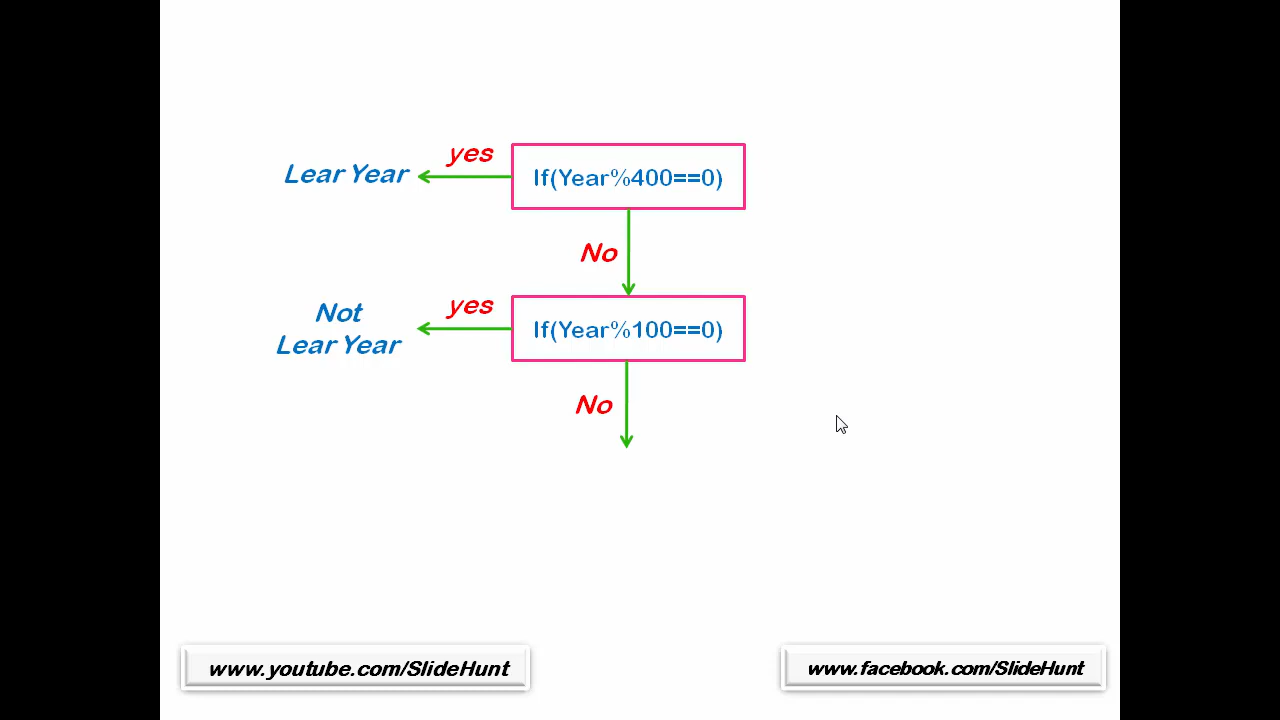 yes
Lear Year
If(Year%400==0)
No
yes
Not
Lear Year
If(Year%100==0)
No
www.youtube.com/SlideHunt
www.facebook.com/SlideHunt